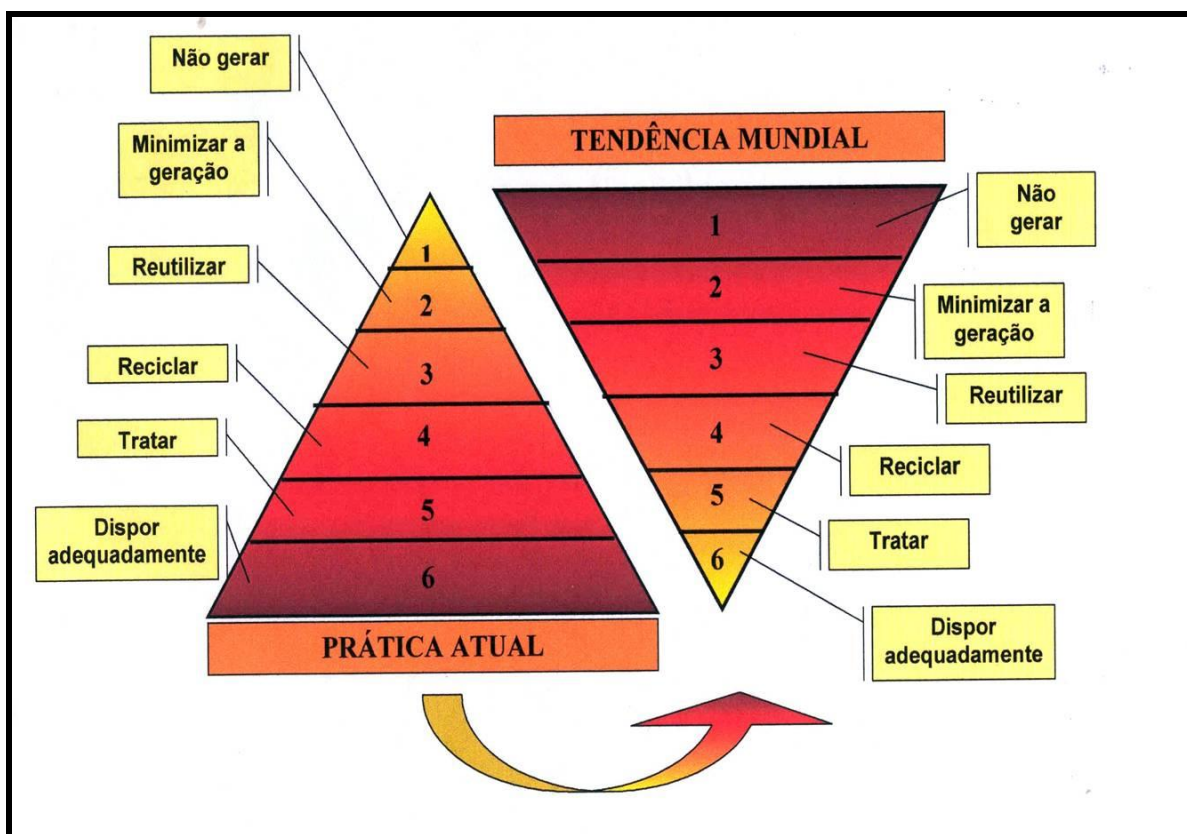 Não gerar
Minimizar a
geração
Reutilizar
Reciclar
Tratar
Dispor
adequadamente
1
2
3
4
5
6
PRÁTICA ATUAL
TENDÊNCIA MUNDIAL
1
2
3
4
5
6
Não
gerar
Minimizar a
geração
Reutilizar
Reciclar
Tratar
Dispor
adequadamente